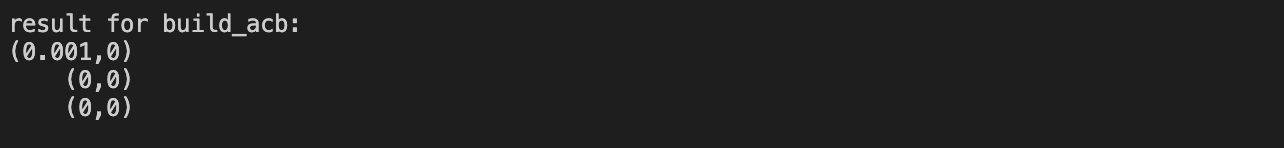 result for build_acb:
(0.001,0)
    (0,0)
    (0,0)